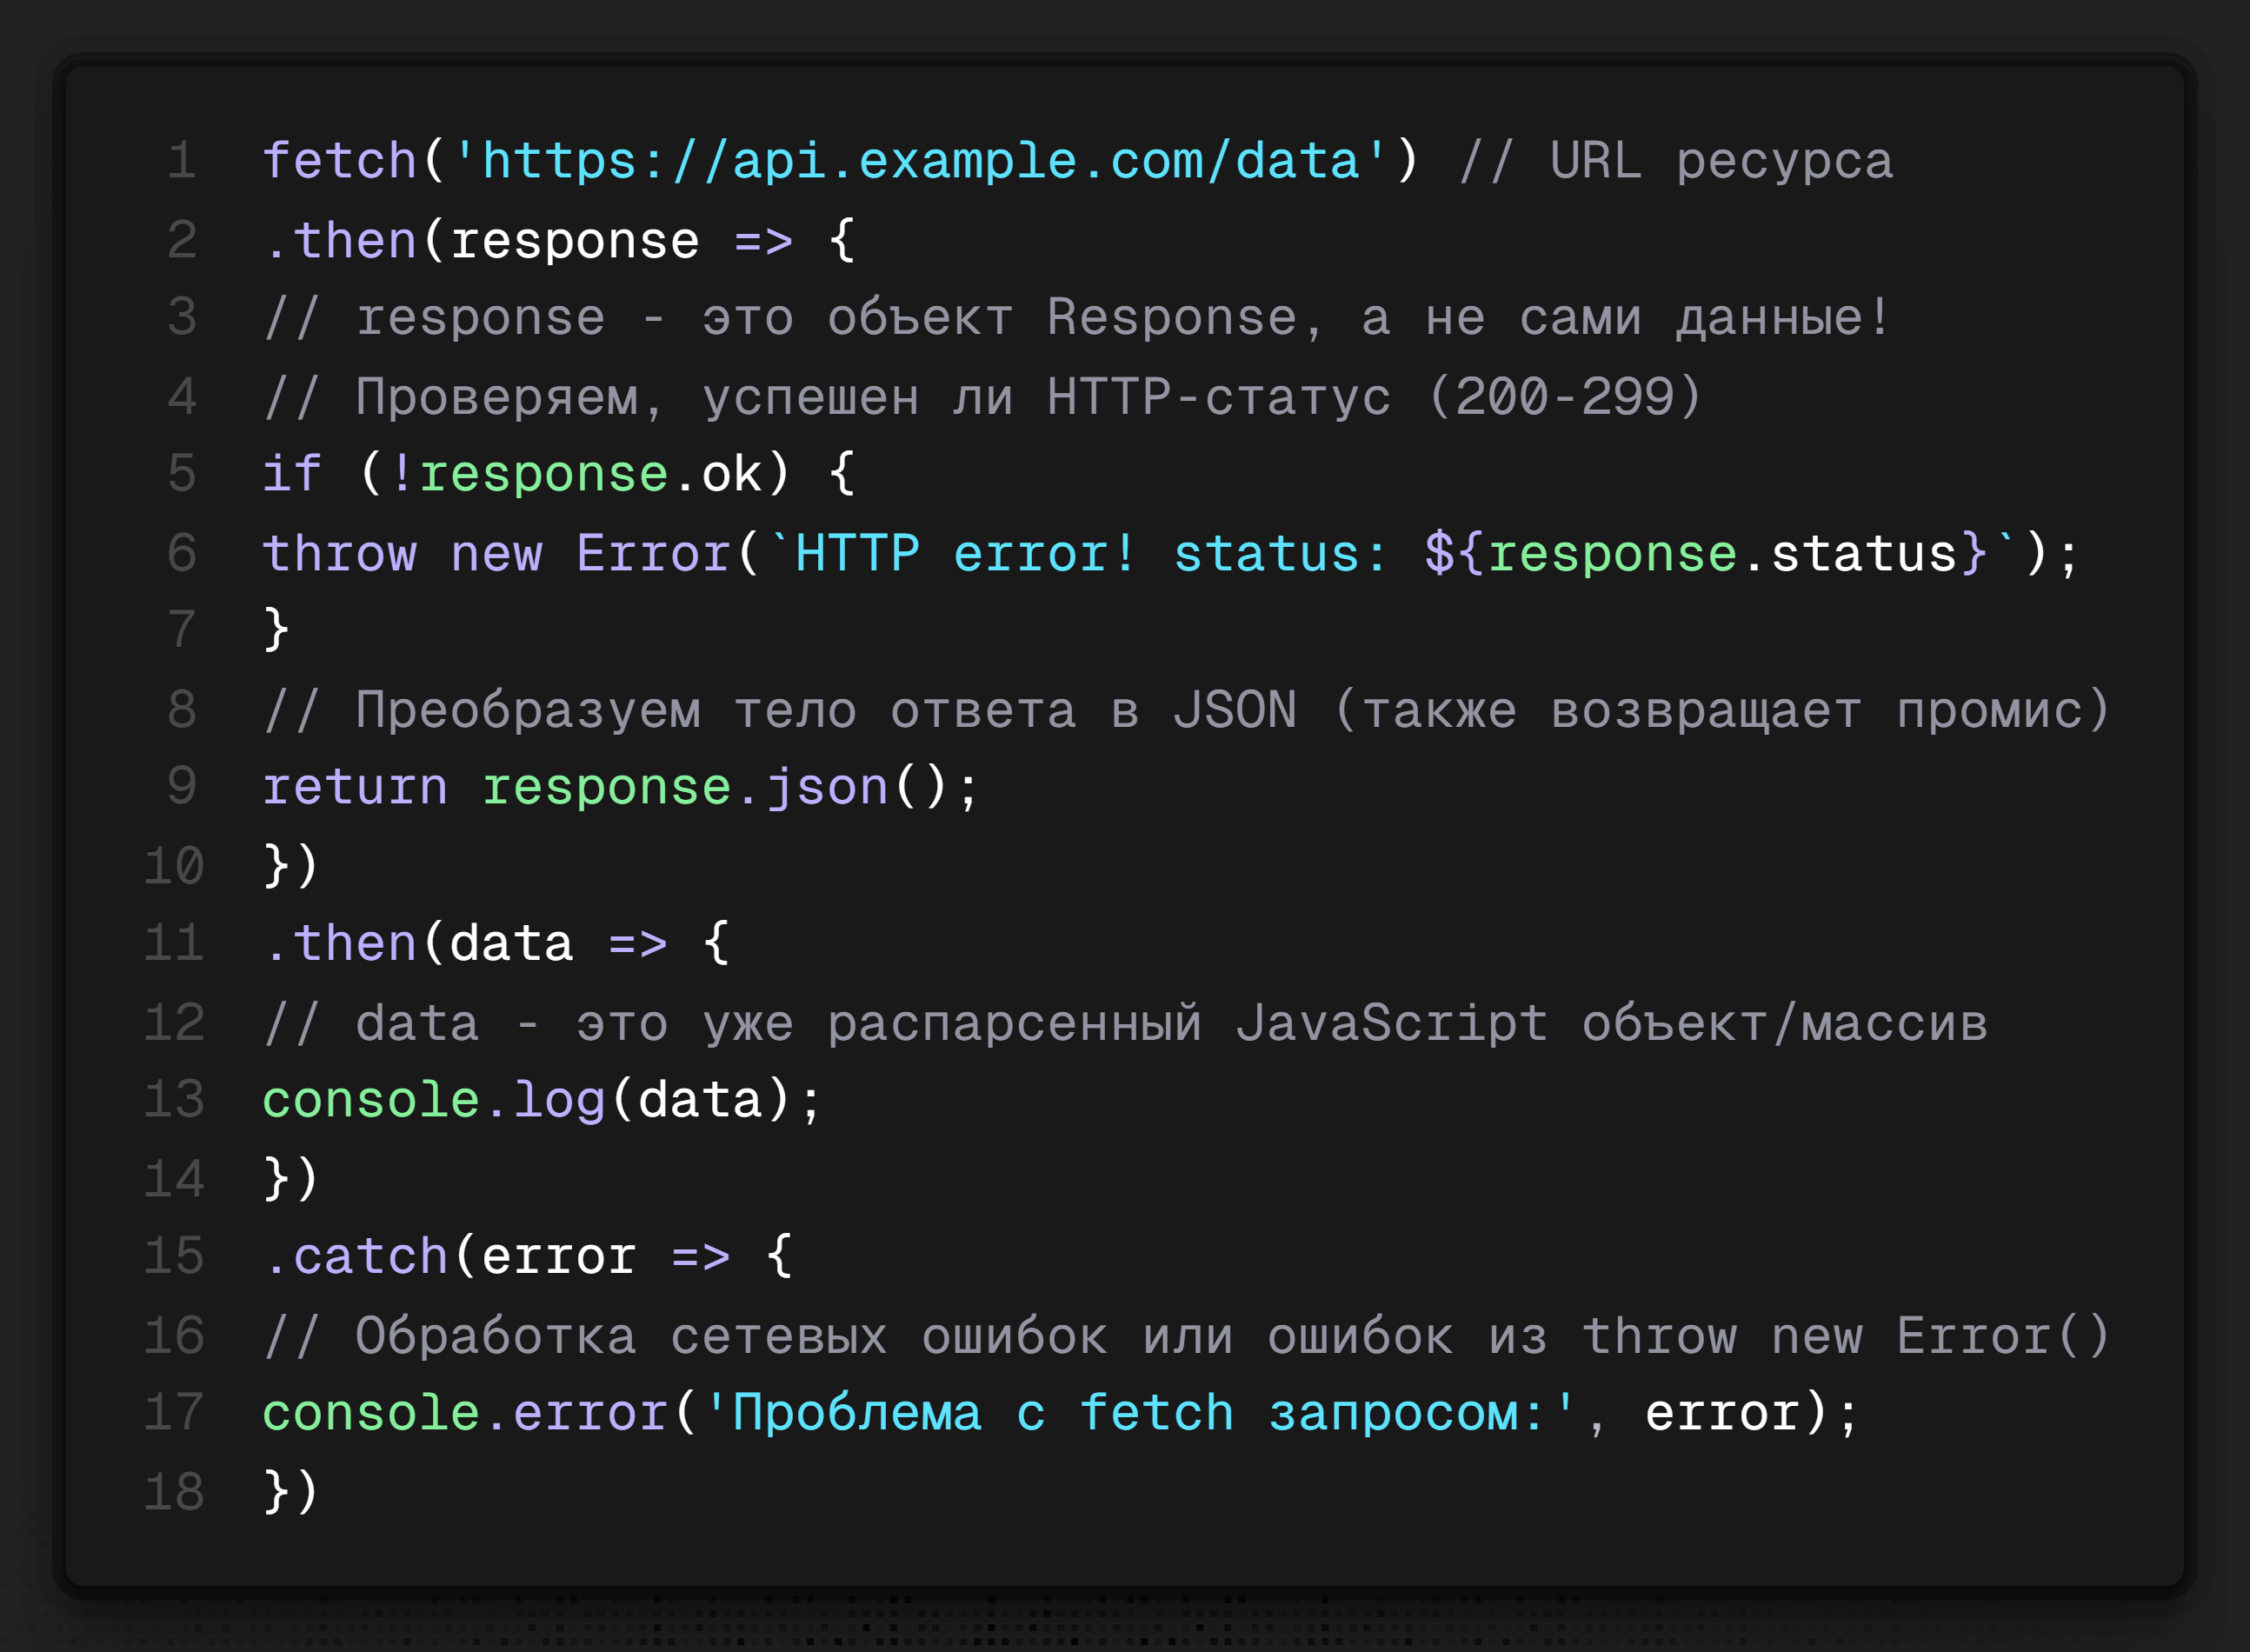 1 fetch('https://api.example.com/data') // URL ресурса
2 .then(response => {
3 // response - это объект Response, а не сами данные!
4 // Проверяем, успешен ли HTTP-статус (200-299)
5 if (!response.ok) {
6 throw new Error(`HTTP error! status: ${response.status}`);
7 }
8 // Преобразуем тело ответа в JSON (также возвращает промис)
9 return response.json();
10 })
11 .then(data => {
12 // data - это уже распарсенный JavaScript объект/массив
13 console.log(data);
14 })
15 .catch(error => {
16 // Обработка сетевых ошибок или ошибок из throw new Error()
17 console.error('Проблема с fetch запросом:', error);
18 })